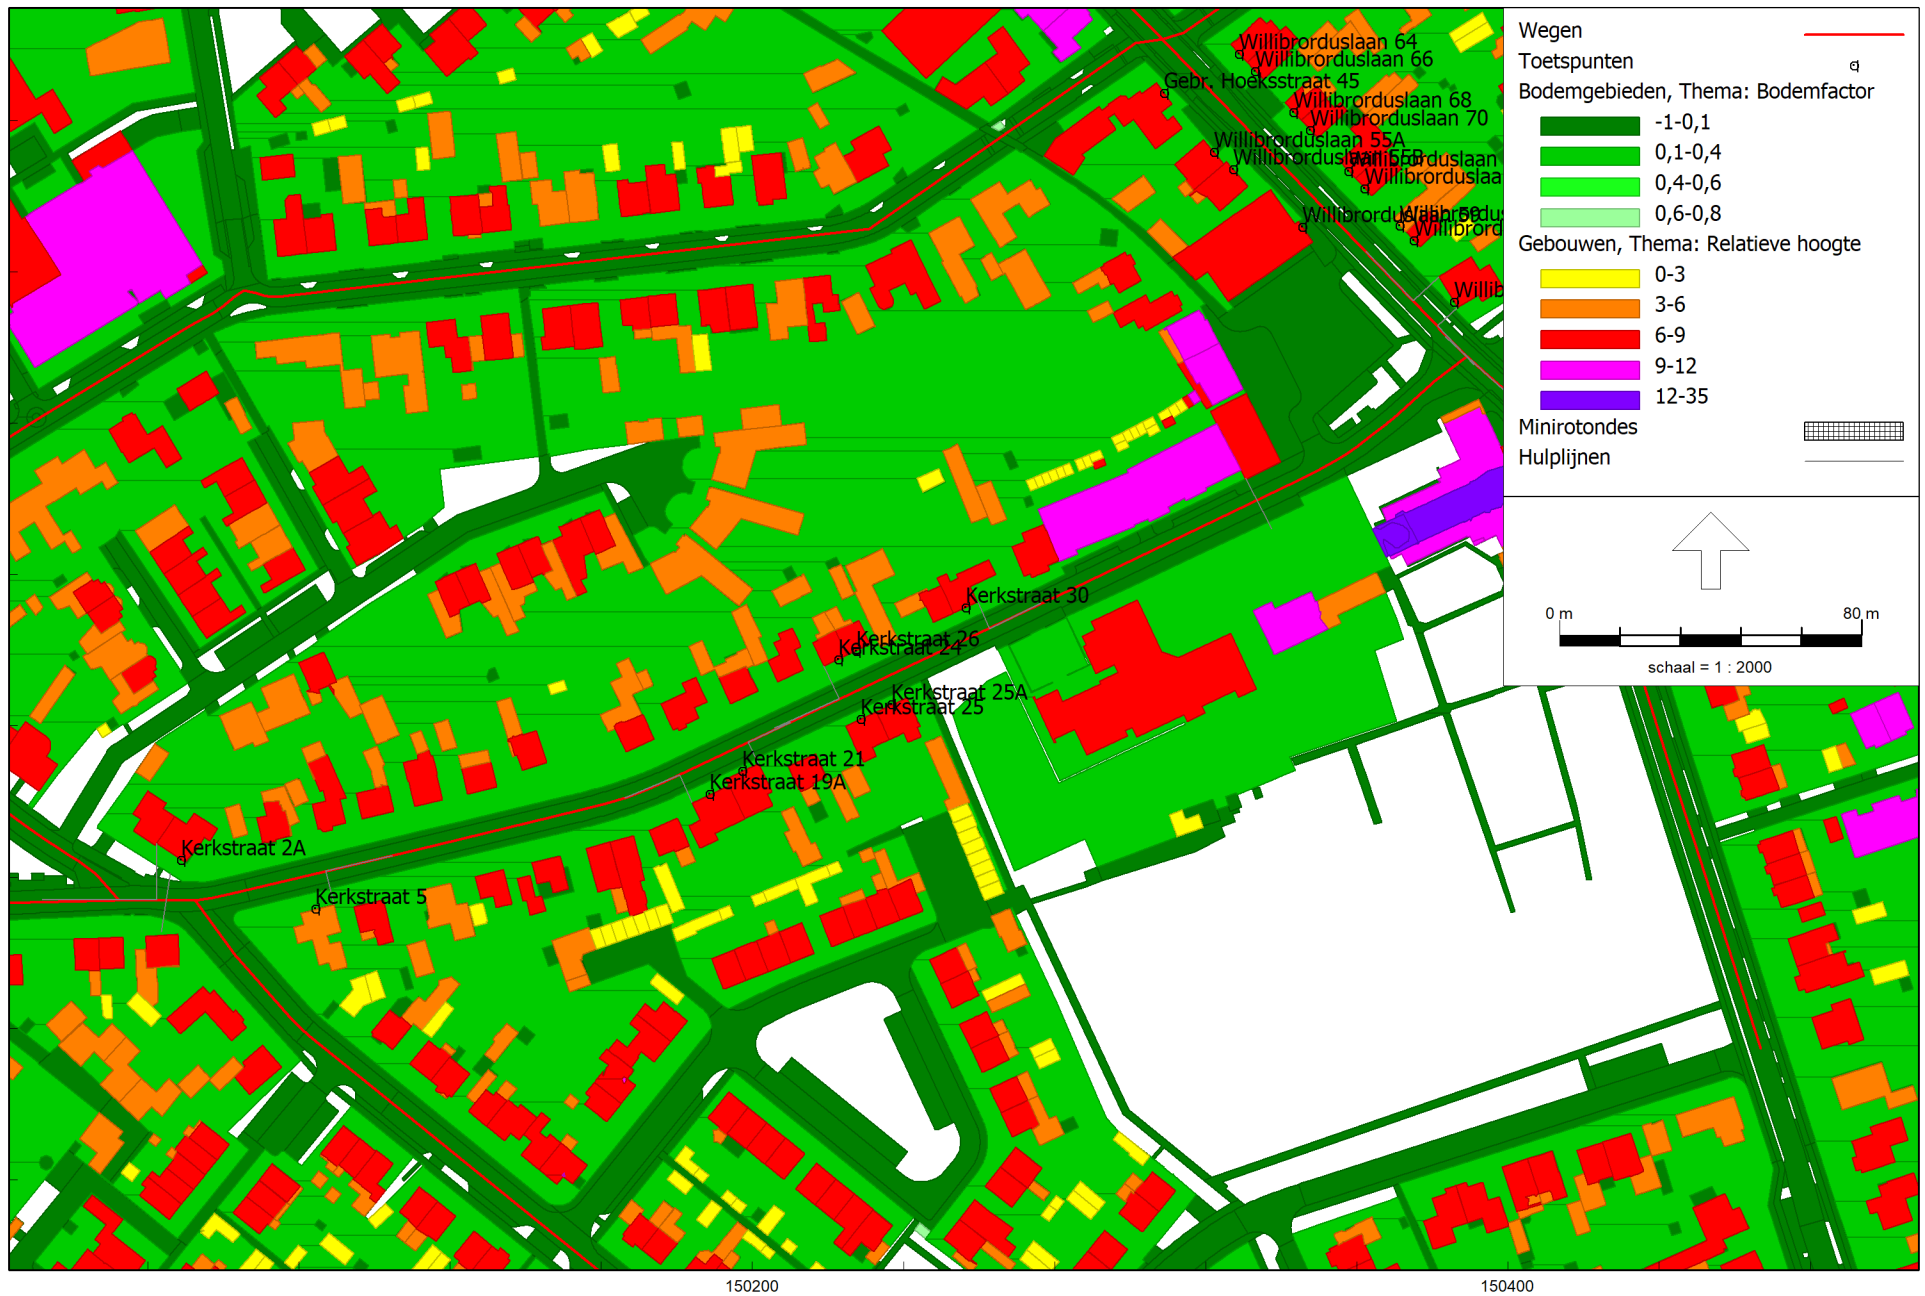 Willibrorduslaan 64
Willibrorduslaan 66
Gebr. Hoeksstraat 45
Willibrorduslaan 68
Willibrorduslaan 70
Willibrorduslaan 55A
Willibrorduslaan
Kerkstraat 30
Kerkstraat 26
Kerkstraat 24
Kerkstraat 25A
Kerkstraat 25
Kerkstraat 21
Kerkstraat 19A
Kerkstraat 2A
Kerkstraat 5
Wegen
Toetspunten
Bodemgebieden, Thema: Bodemfactor
-1-0,1
0,1-0,4
0,4-0,6
0,6-0,8
Gebouwen, Thema: Relatieve hoogte
0-3
3-6
6-9
9-12
12-35
Minirotondes
Hulplijnen
0 m 80 m
schaal = 1 : 2000
150200 150400